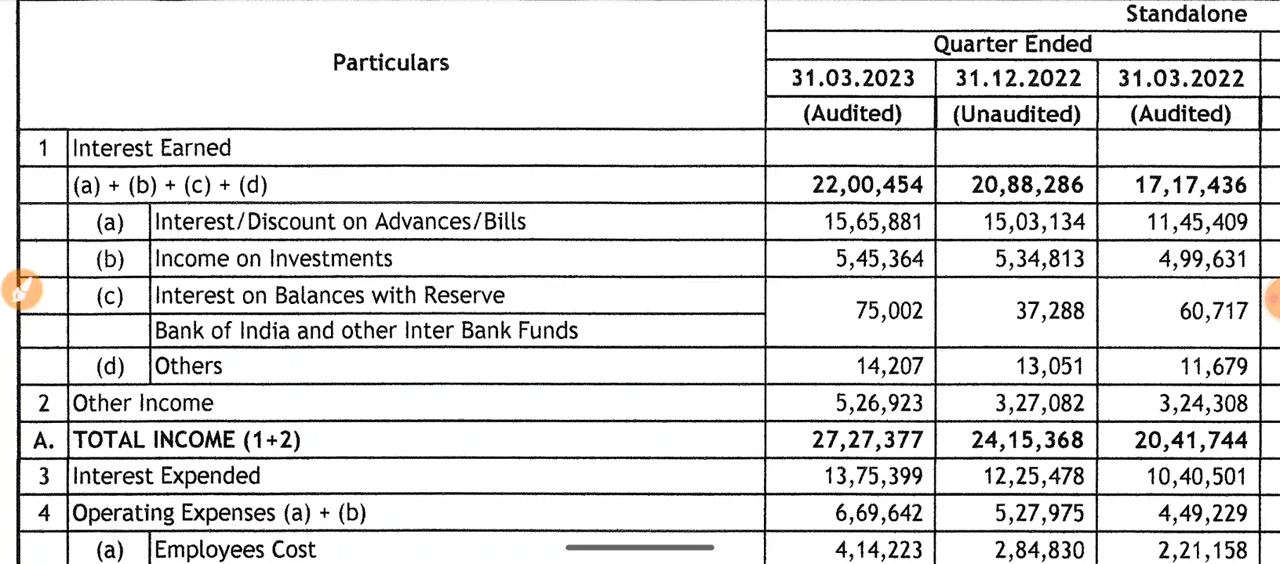 Standalone
Particulars
Quarter Ended
31.03.2023 31.12.2022 31.03.2022
(Audited) (Unaudited) (Audited)
1 Interest Earned
(a) + (b) + (c) + (d) 22,00,454 20,88,286 17,17,436
(a) Interest/Discount on Advances/Bills 15,65,881 15,03,134 11,45,409
(b) Income on Investments 5,45,364 5,34,813 4,99,631
(c) Interest on Balances with Reserve 75,002 37,288 60,717
Bank of India and other Inter Bank Funds
(d) Others 14,207 13,051 11,679
2 Other Income 5,26,923 3,27,082 3,24,308
A. TOTAL INCOME (1+2) 27,27,377 24,15,368 20,41,744
3 Interest Expended 13,75,399 12,25,478 10,40,501
4 Operating Expenses (a) + (b) 6,69,642 5,27,975 4,49,229
(a) Employees Cost 4,14,223 2,84,830 2,21,158